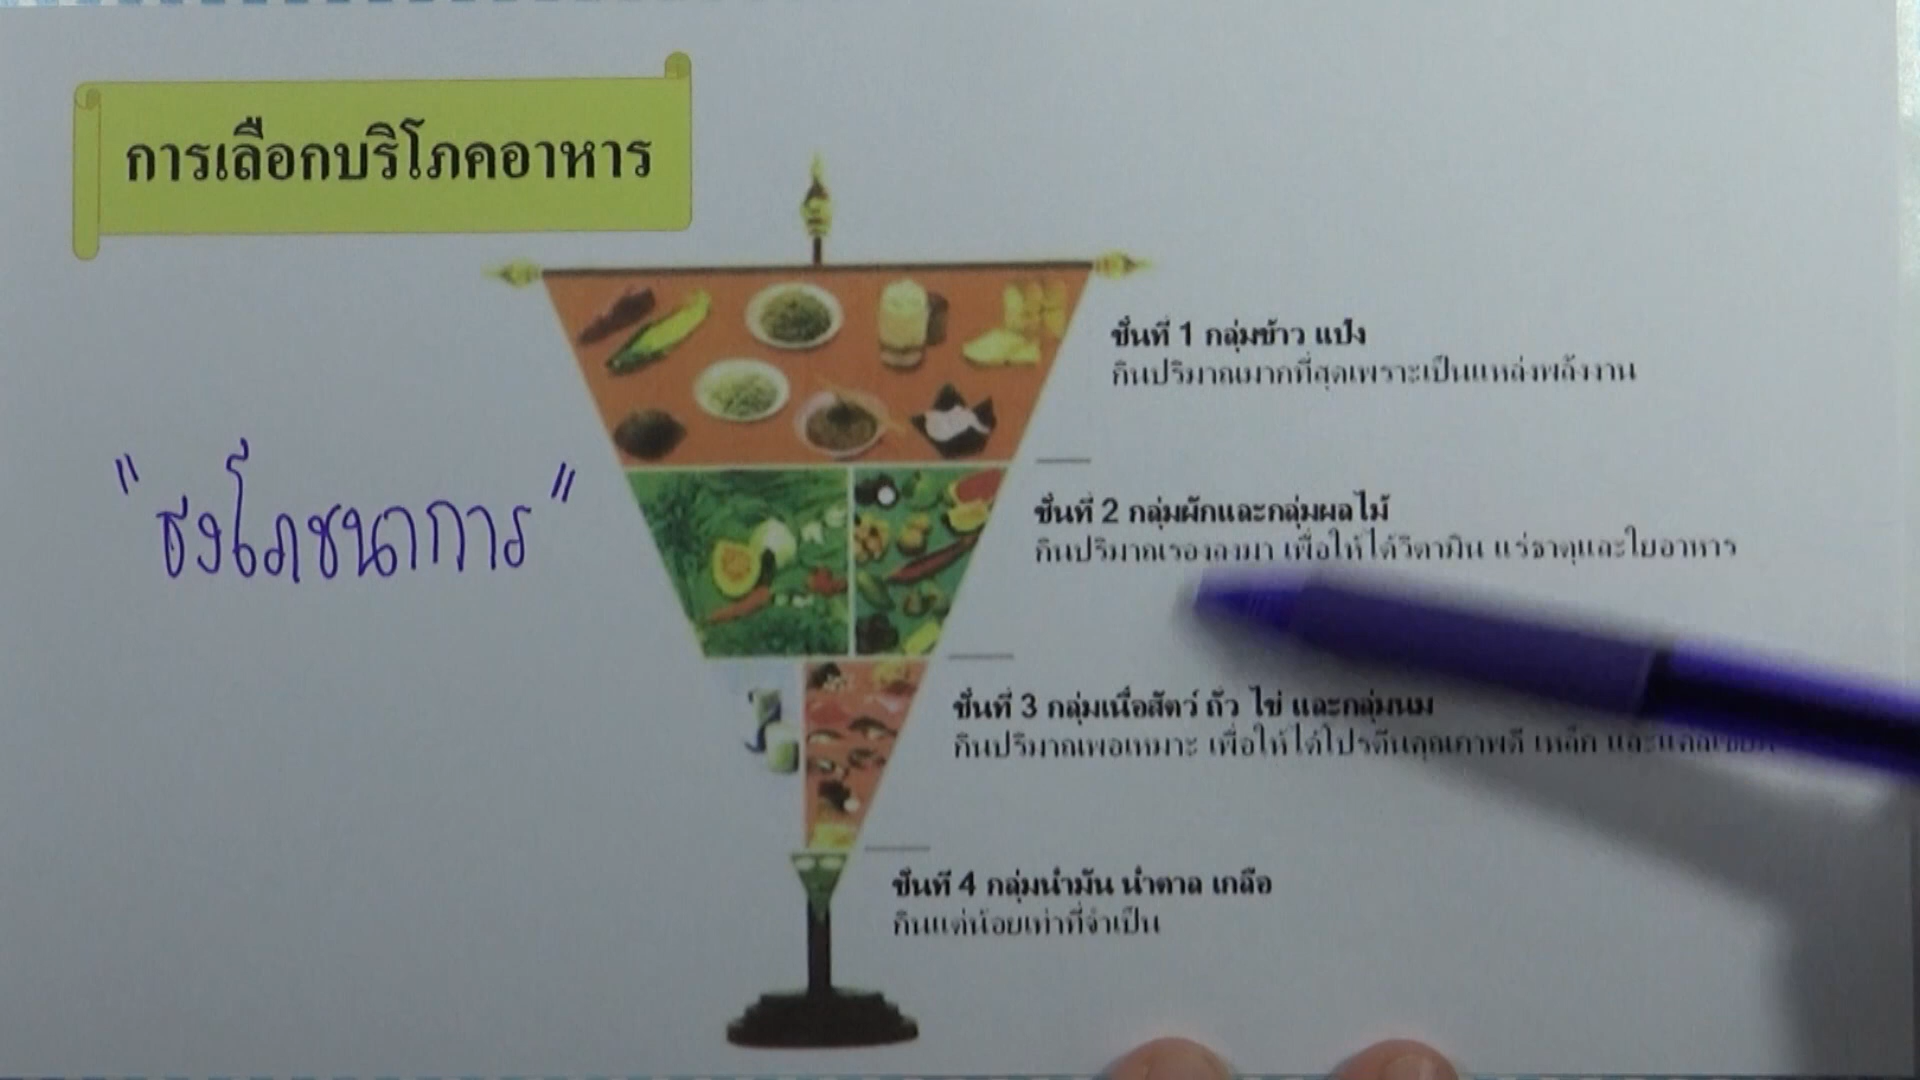 การเลือกบริโภคอาหาร
"ธงโภชนาการ"
ชั้นที่ 1 กลุ่มข้าว แป้ง
กินปริมาณมากที่สุดเพราะเป็นแหล่งพลังงาน
ชั้นที่ 2 กลุ่มผักและกลุ่มผลไม้
กินปริมาณรองลงมา เพื่อให้ได้วิตามิน แร่ธาตุและใยอาหาร
ชั้นที่ 3 กลุ่มเนื้อสัตว์ ถั่ว ไข่ และกลุ่มนม
กินปริมาณพอเหมาะ เพื่อให้ได้โปรตีนคุณภาพดี เหล็ก และแคลเซียม
ชั้นที่ 4 กลุ่มน้ำมัน น้ำตาล เกลือ
กินแต่น้อยเท่าที่จำเป็น